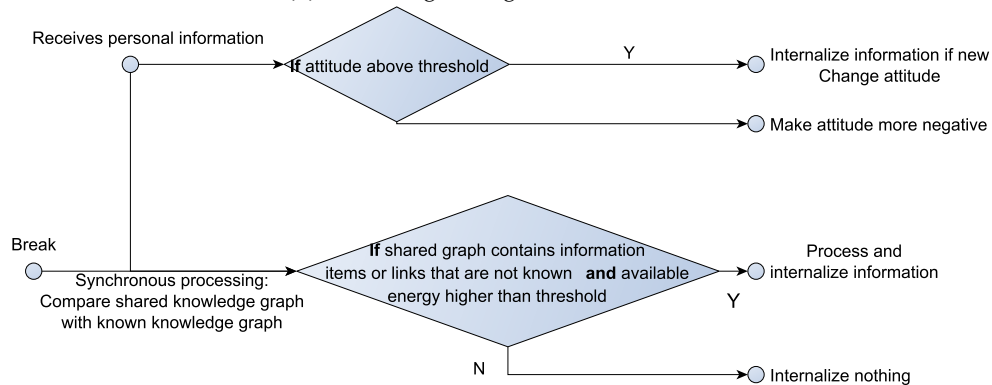 Receives personal information
If attitude above threshold
Y
Internalize information if new
Change attitude
Make attitude more negative
Break
Synchronous processing:
Compare shared knowledge graph
with known knowledge graph
If shared graph contains information
items or links that are not known and available
energy higher than threshold
Y
Process and
internalize information
N
Internalize nothing